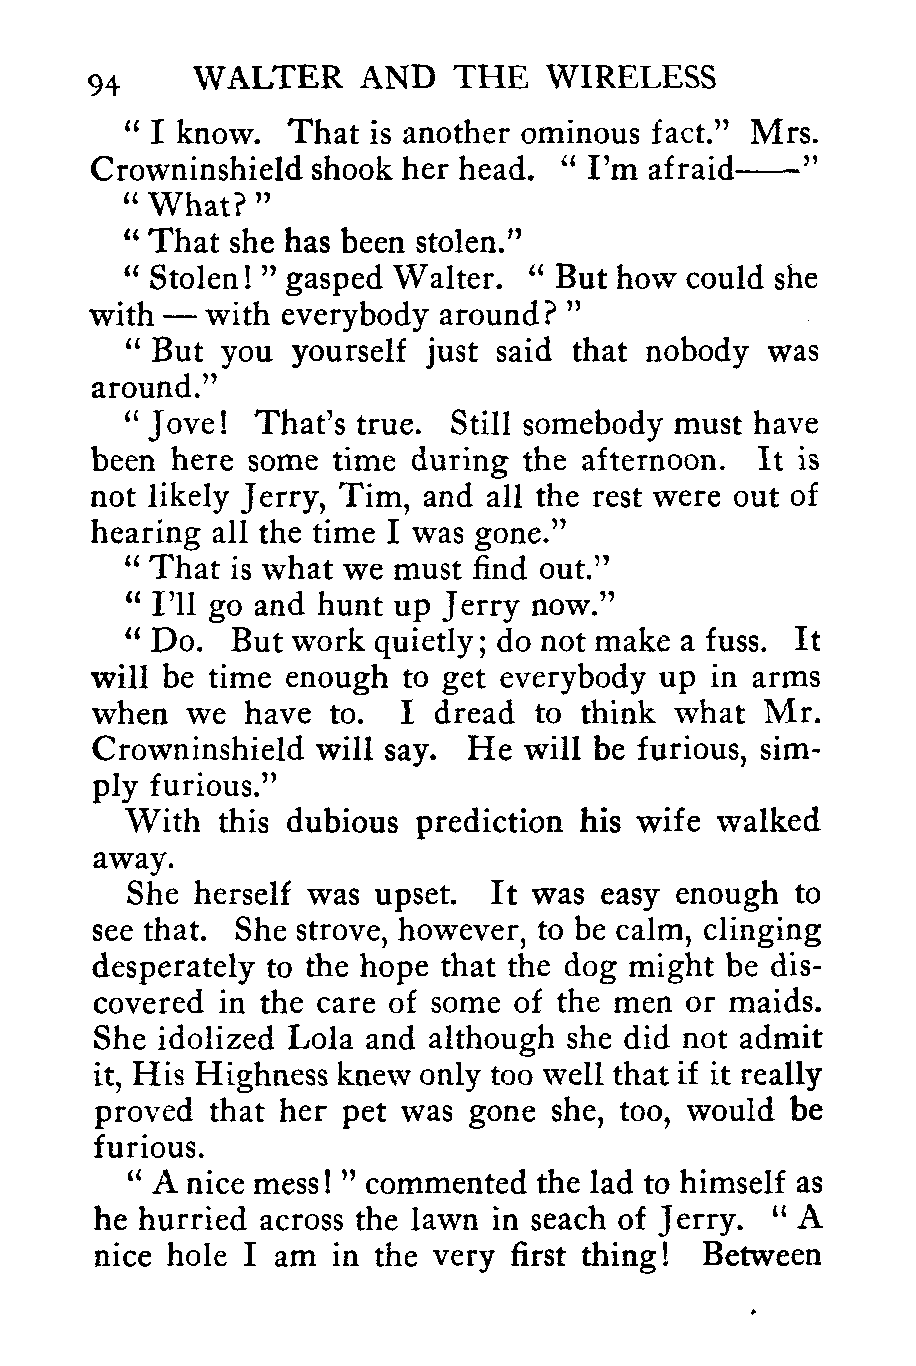 94 WALTER AND THE WIRELESS
“ I know. That is another ominous fact.” Mrs.
Crowninshield shook her head. “ I’m afraid——”
“ What? ”
“ That she has been stolen.”
“ Stolen! ” gasped Walter. “ But how could she
with — with everybody around? ”
“ But you yourself just said that nobody was
around.”
“ Jove! That’s true. Still somebody must have
been here some time during the afternoon. It is
not likely Jerry, Tim, and all the rest were out of
hearing all the time I was gone.”
“ That is what we must find out.”
“ I’ll go and hunt up Jerry now.”
“ Do. But work quietly; do not make a fuss. It
will be time enough to get everybody up in arms
when we have to. I dread to think what Mr.
Crowninshield will say. He will be furious, sim-
ply furious.”
With this dubious prediction his wife walked
away.
She herself was upset. It was easy enough to
see that. She strove, however, to be calm, clinging
desperately to the hope that the dog might be dis-
covered in the care of some of the men or maids.
She idolized Lola and although she did not admit
it, His Highness knew only too well that if it really
proved that her pet was gone she, too, would be
furious.
“ A nice mess! ” commented the lad to himself as
he hurried across the lawn in seach of Jerry. “ A
nice hole I am in the very first thing! Between